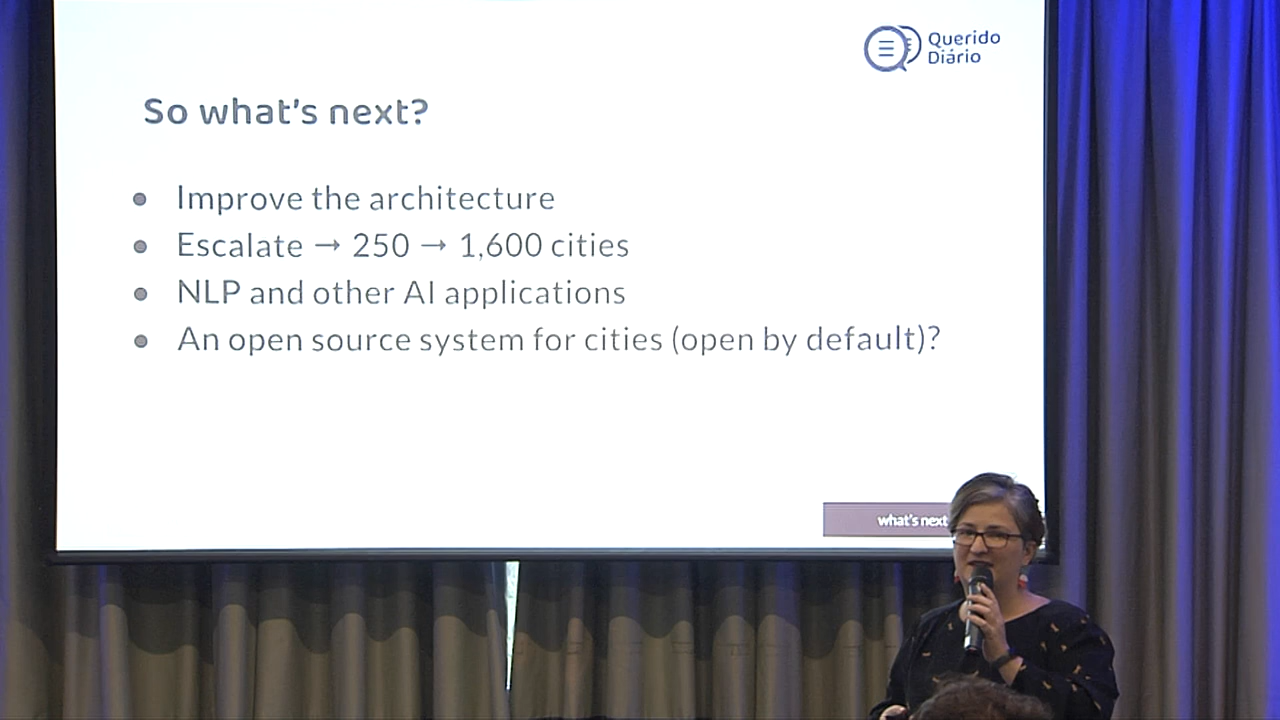 Querido
Diário
So what's next?
Improve the architecture
Escalate → 250 → 1,600 cities
NLP and other AI applications
An open source system for cities (open by default)?
what's next